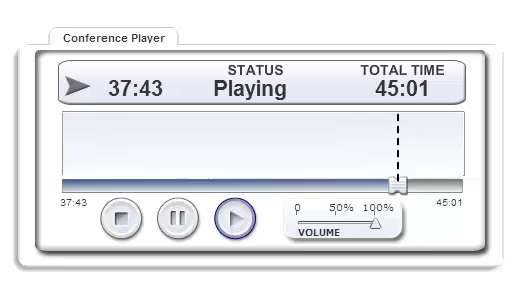 Conference Player
STATUS TOTAL TIME
37:43 Playing 45:01
37:43 45:01
0 50% 100%
VOLUME